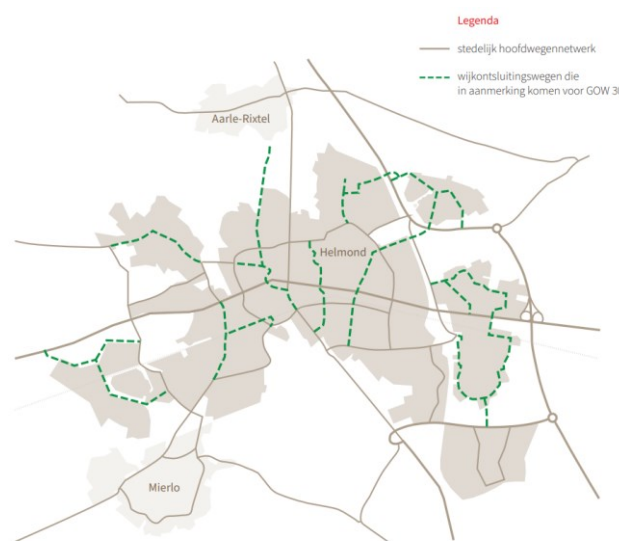 Legenda
stedelijk hoofdwegennetwerk
wijkontsluitingswegen die
in aanmerking komen voor GOW 3
Aarle-Rixtel
Helmond
Mierlo